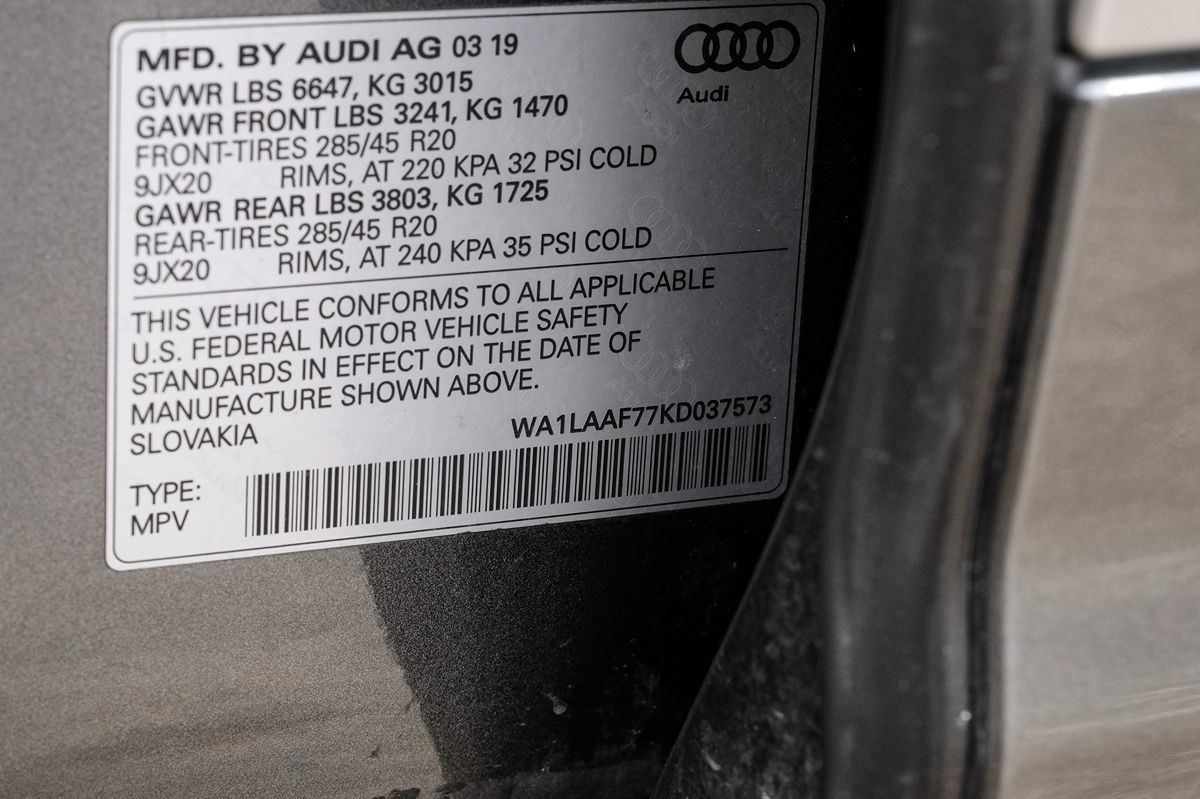 MFD. BY AUDI AG 03 19
GVWR LBS 6647, KG 3015
GAWR FRONT LBS 3241, KG 1470
FRONT-TIRES 285/45 R20
9JX20 RIMS, AT 220 KPA 32 PSI COLD
GAWR REAR LBS 3803, KG 1725
REAR-TIRES 285/45 R20
9JX20 RIMS, AT 240 KPA 35 PSI COLD
Audi
THIS VEHICLE CONFORMS TO ALL APPLICABLE
U.S. FEDERAL MOTOR VEHICLE SAFETY
STANDARDS IN EFFECT ON THE DATE OF
MANUFACTURE SHOWN ABOVE.
SLOVAKIA
WA1LAAF77KD037573
TYPE:
MPV